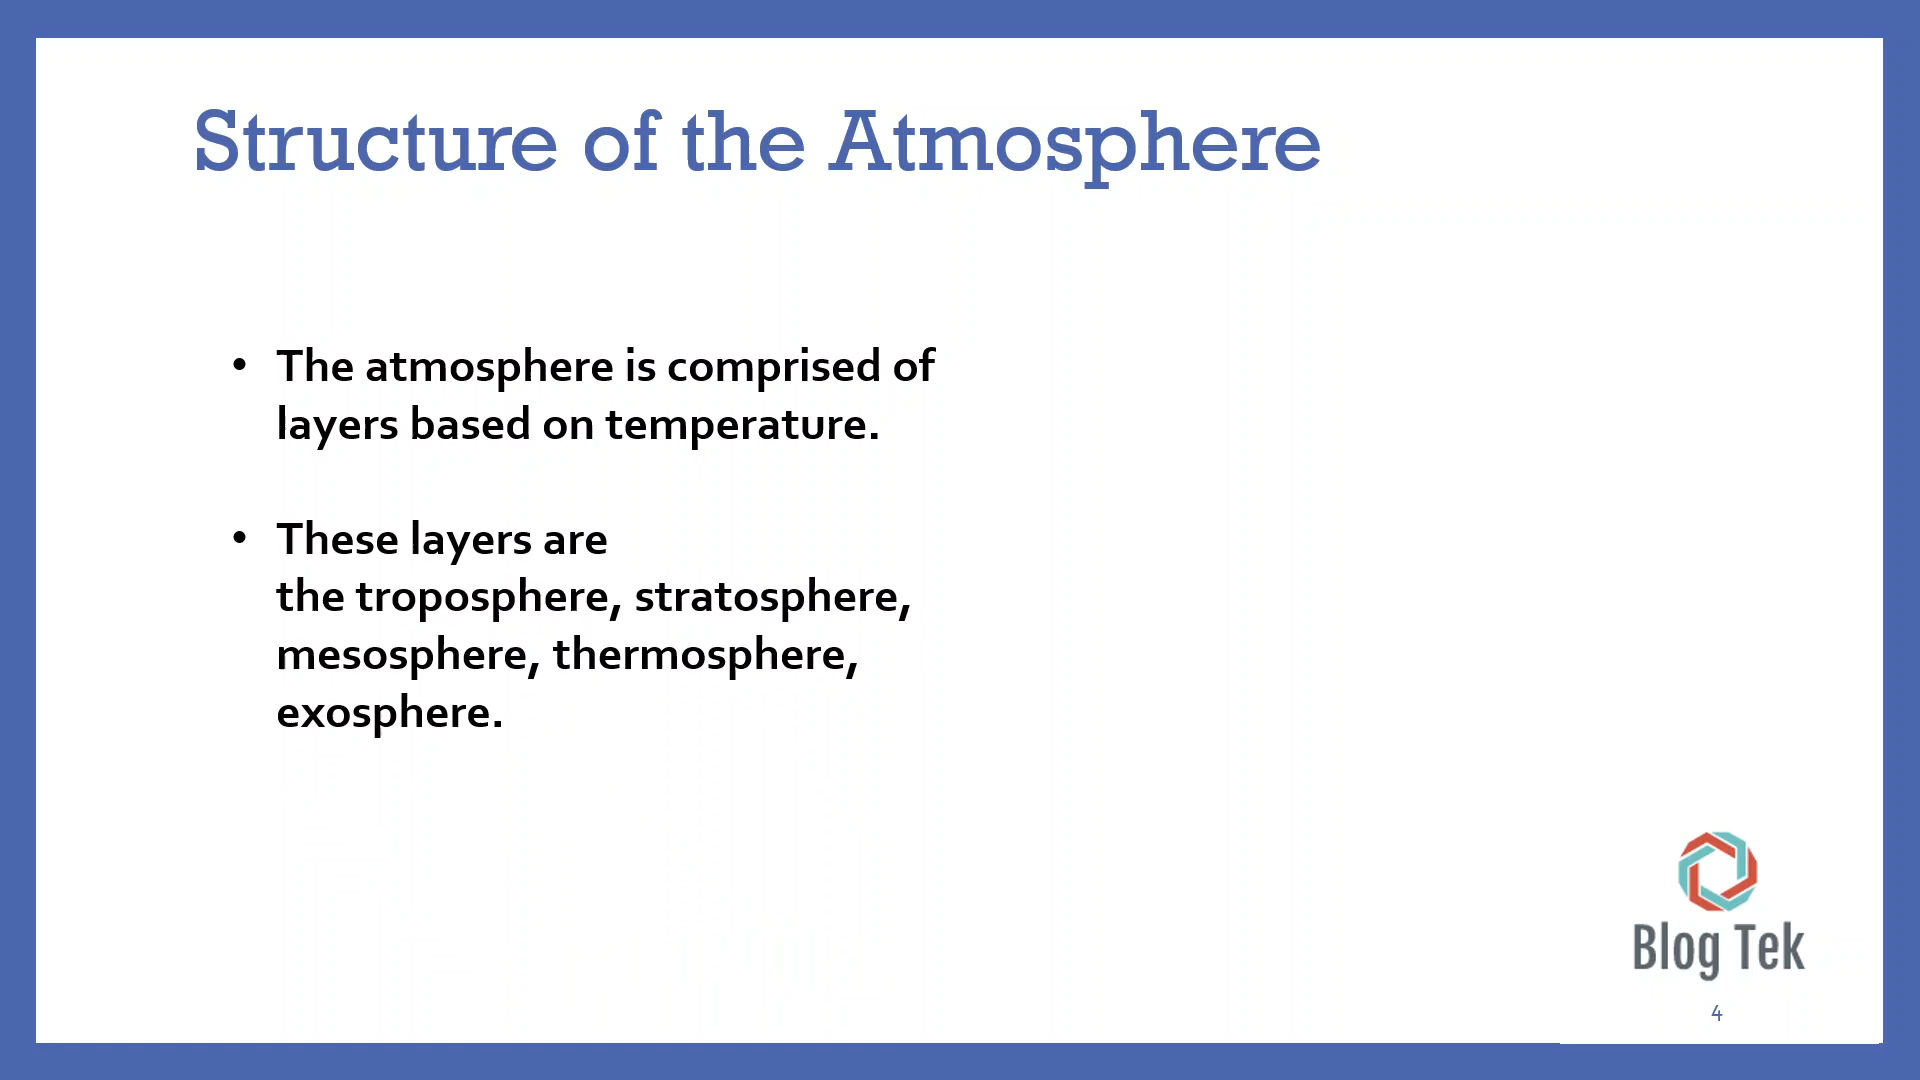 Structure of the Atmosphere
• The atmosphere is comprised of
layers based on temperature.
• These layers are
the troposphere, stratosphere,
mesosphere, thermosphere,
exosphere.
Blog Tek
4